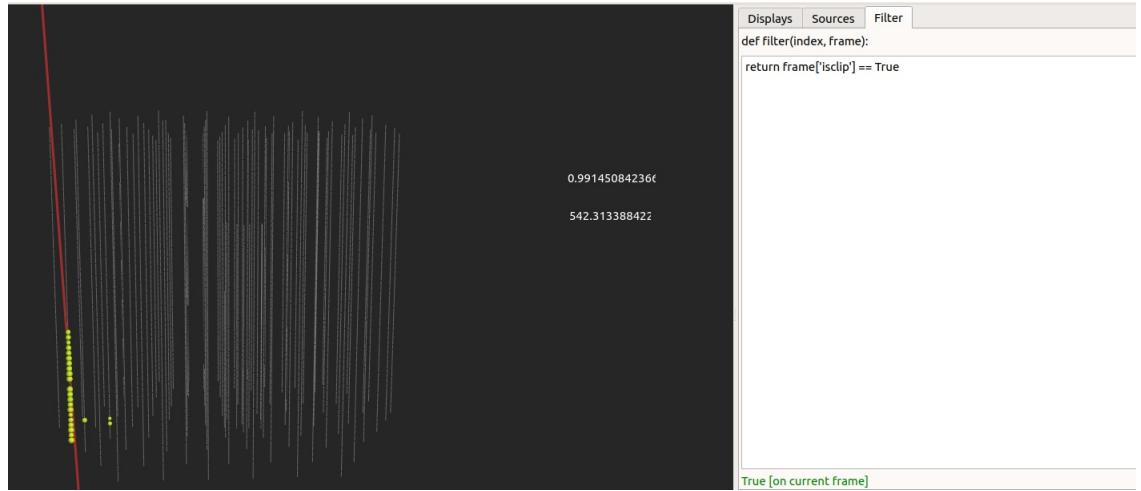 Displays Sources Filter
def filter(index, frame):
return frame['isclip'] == True
0.99145084236
542.313388422
True [on current frame]